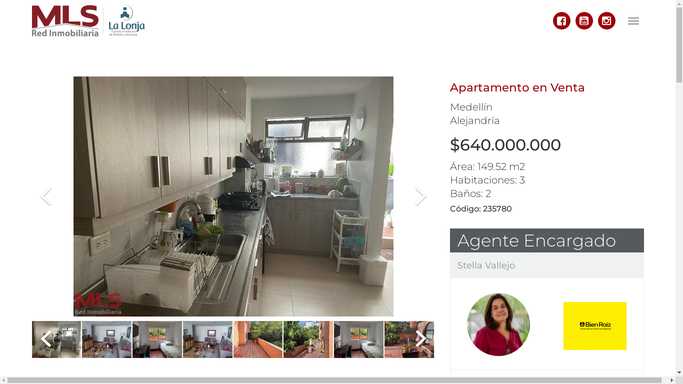 MLS
Red Inmobiliaria
La Lonja
Apartamento en Venta
Medellín
Alejandría
$640.000.000
Área: 149.52 m2
Habitaciones: 3
Baños: 2
Código: 235780
MLS
Red Inmobiliaria
Agente Encargado
Stella Vallejo
Bien Raíz